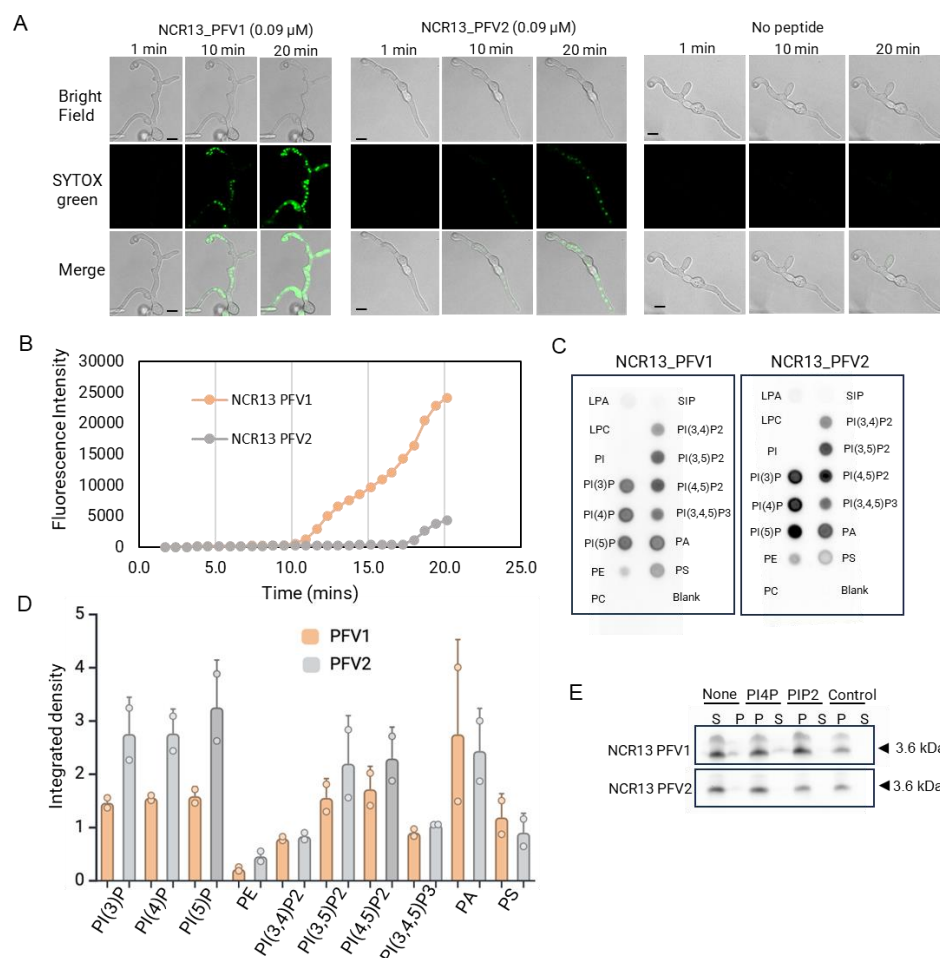 A
NCR13_PFV1 (0.09 µM)
NCR13_PFV2 (0.09 µM)
No peptide
1 min 10 min 20 min
1 min 10 min 20 min
1 min 10 min 20 min
Bright
Field
SYTOX
green
Merge
B
Fluorescence Intensity
30000
25000
20000
15000
10000
5000
0
NCR13 PFV1
NCR13 PFV2
0.0 5.0 10.0 15.0 20.0 25.0
Time (mins)
C
NCR13_PFV1
LPA SIP
LPC PI(3,4)P2
PI PI(3,5)P2
PI(3)P PI(4,5)P2
PI(4)P PI(3,4,5)P3
PI(5)P PA
PE PS
PC Blank
NCR13_PFV2
LPA SIP
LPC PI(3,4)P2
PI PI(3,5)P2
PI(3)P PI(4,5)P2
PI(4)P PI(3,4,5)P3
PI(5)P PA
PE PS
PC Blank
D
Integrated density
5
4
3
2
1
0
PFV1
PFV2
PI(3)P PI(4)P PI(5)P PE PI(3,4)P2 PI(3,5)P2 PI(4,5)P2 PI(3,4,5)P3 PA PS
E
None PI4P PIP2 Control
S P P S P S P S
NCR13 PFV1 3.6 kDa
NCR13 PFV2 3.6 kDa